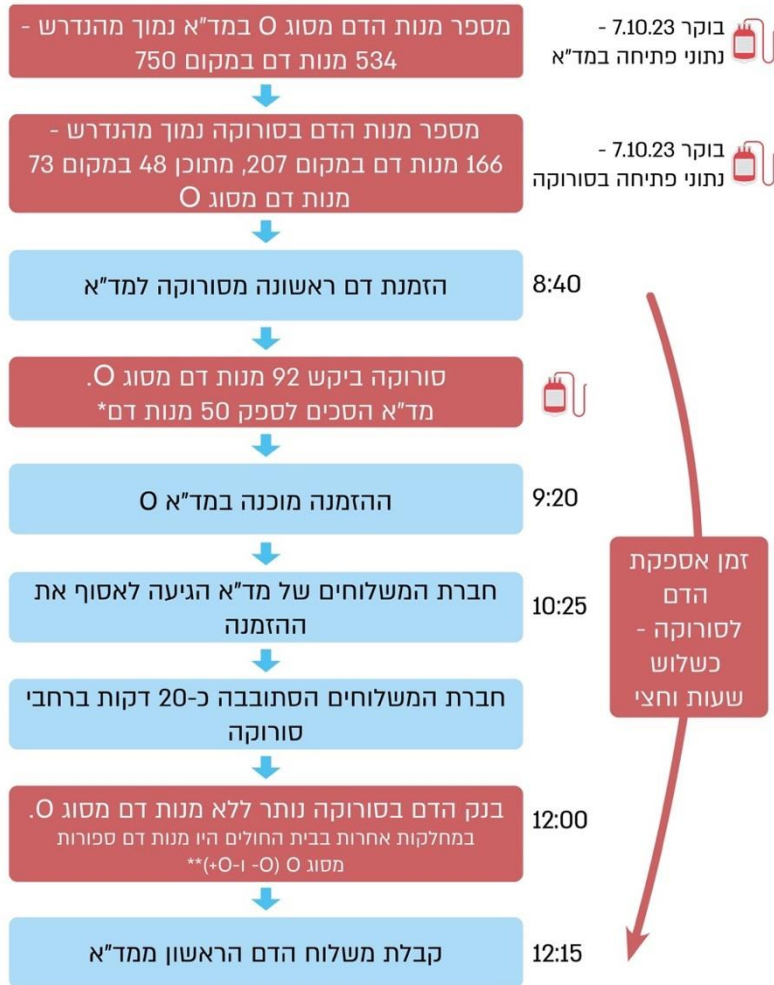 מספר מנות הדם מסוג O במד"א נמוך מהנדרש -
534 מנות דם במקום 750
בוקר 7.10.23 -
נתוני פתיחה במד"א
מספר מנות הדם בסורוקה נמוך מהנדרש -
166 מנות דם במקום 207, מתוכן 48 במקום 73
מנות דם מסוג O
בוקר 7.10.23 -
נתוני פתיחה בסורוקה
הזמנת דם ראשונה מסורוקה למד"א
8:40
סורוקה ביקש 92 מנות דם מסוג O.
מד"א הסכים לספק 50 מנות דם*
ההזמנה מוכנה במד"א O
9:20
חברת המשלוחים של מד"א הגיעה לאסוף את
ההזמנה
10:25
חברת המשלוחים הסתובבה כ-20 דקות ברחבי
סורוקה
בנק הדם בסורוקה נותר ללא מנות דם מסוג O.
במחלקות אחרות בבית החולים היו מנות דם ספורות
מסוג O (O- ו-O+)**
12:00
קבלת משלוח הדם הראשון ממד"א
12:15
זמן אספקת
הדם
לסורוקה -
כשלוש
שעות וחצי